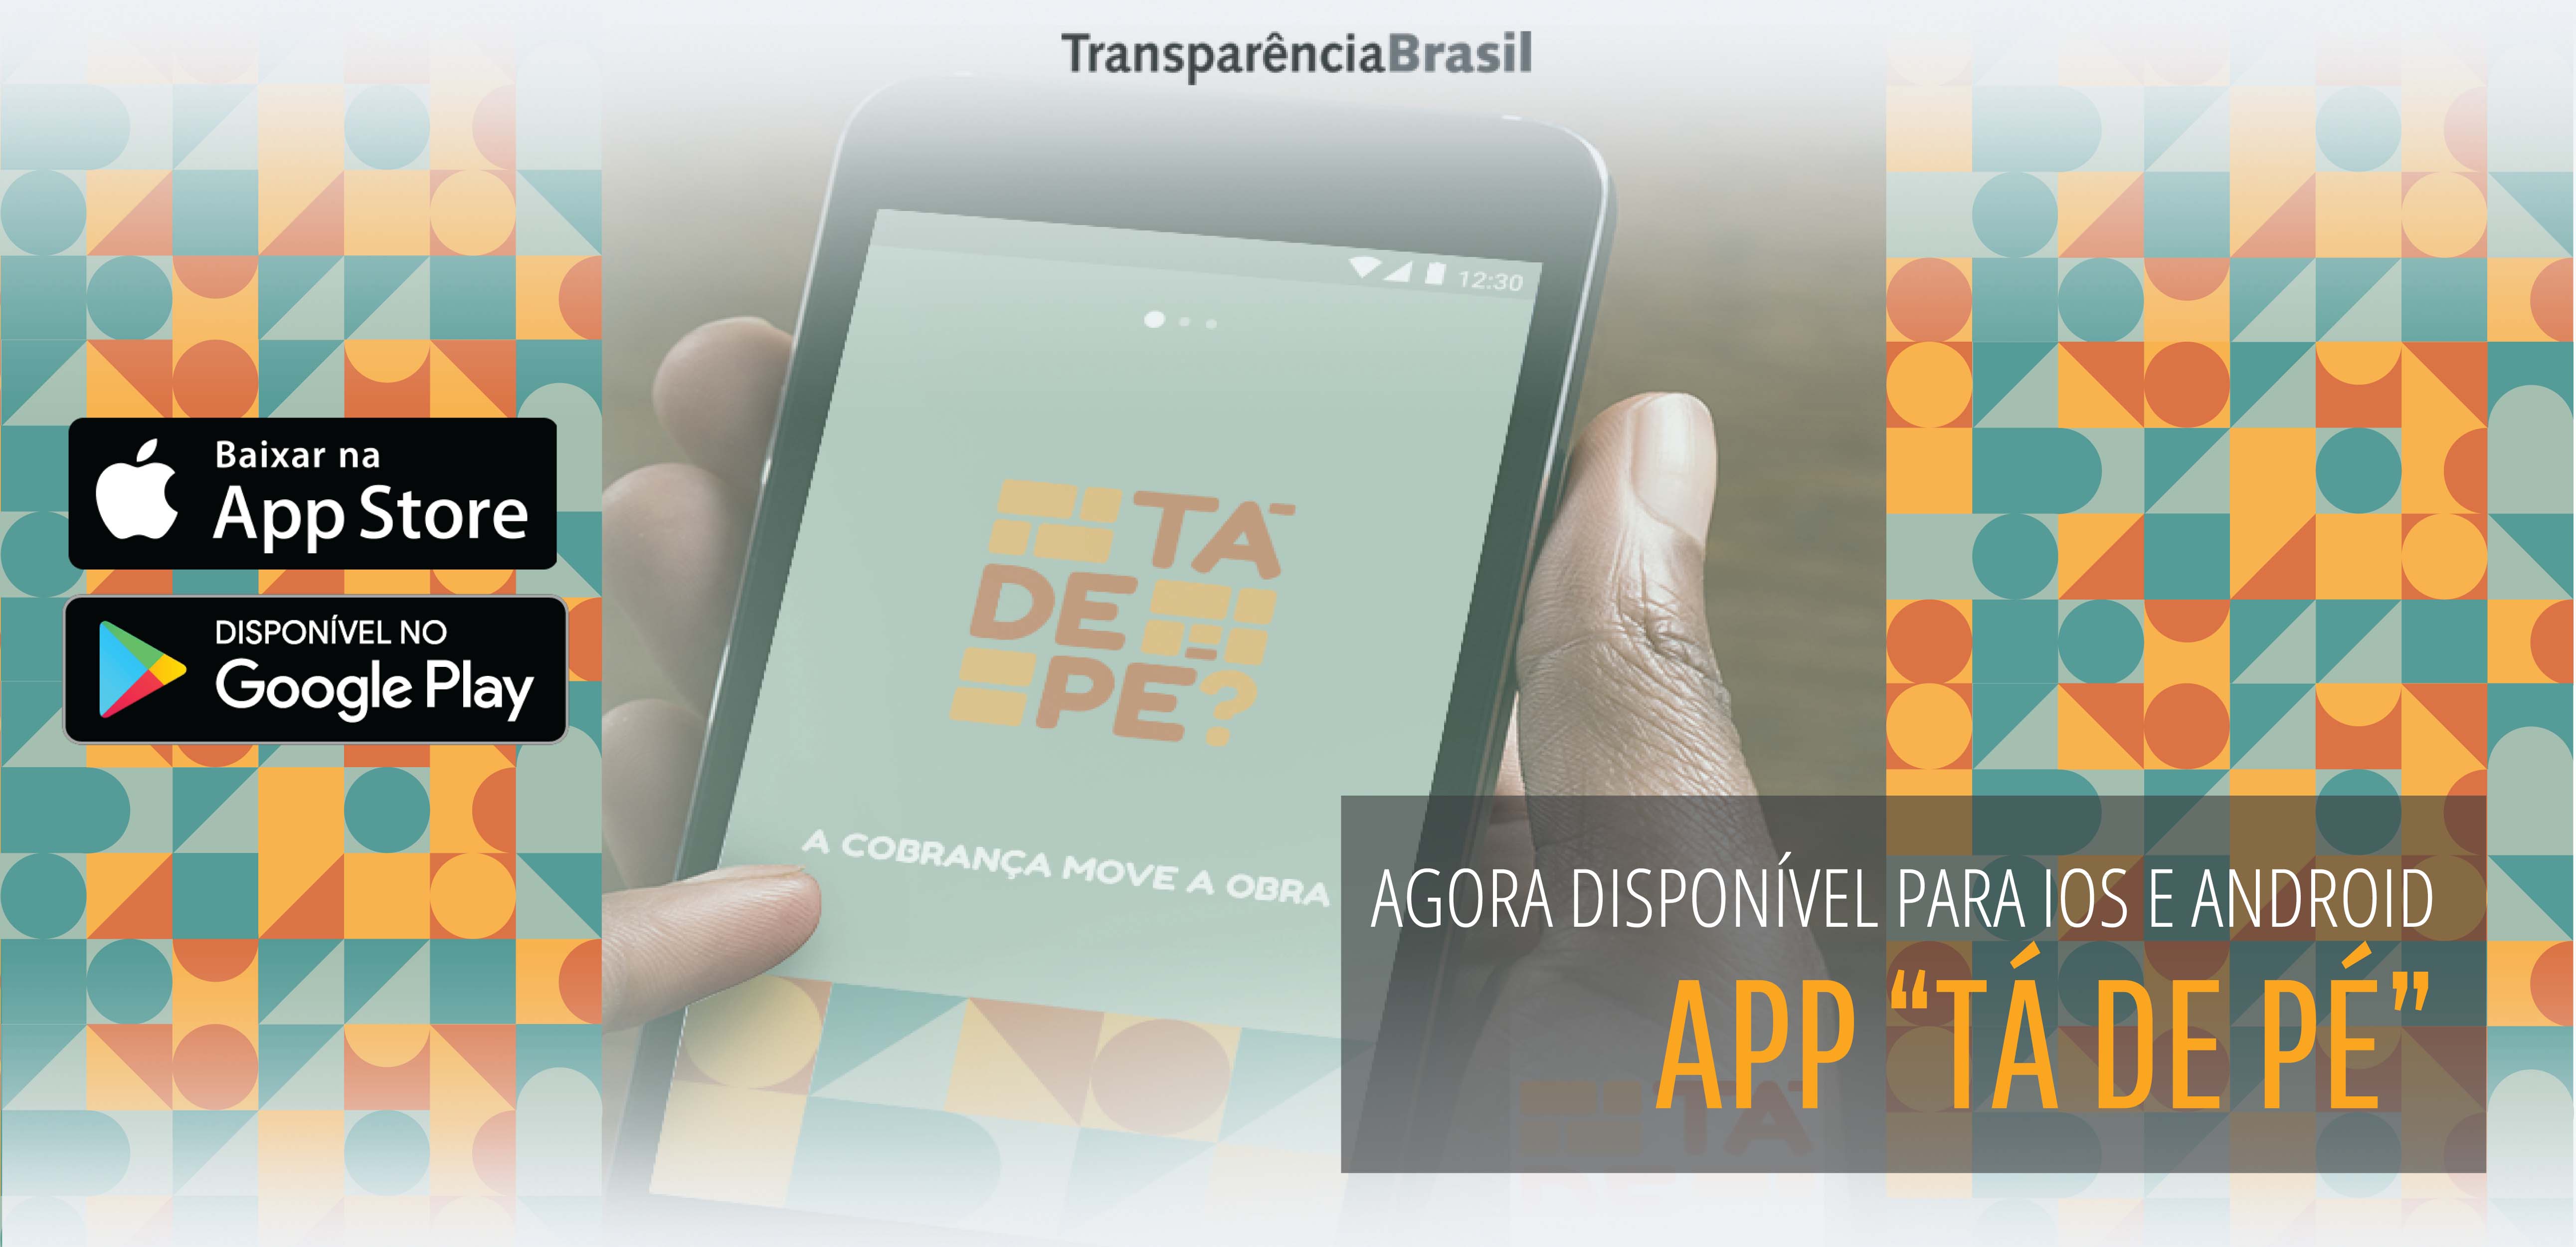 TransparênciaBrasil
12:30
Baixar na
App Store
DISPONÍVEL NO
Google Play
TÁ
DE
PÉ?
A COBRANÇA MOVE A OBRA
AGORA DISPONÍVEL PARA IOS E ANDROID
APP “TÁ DE PÉ”
TÁ